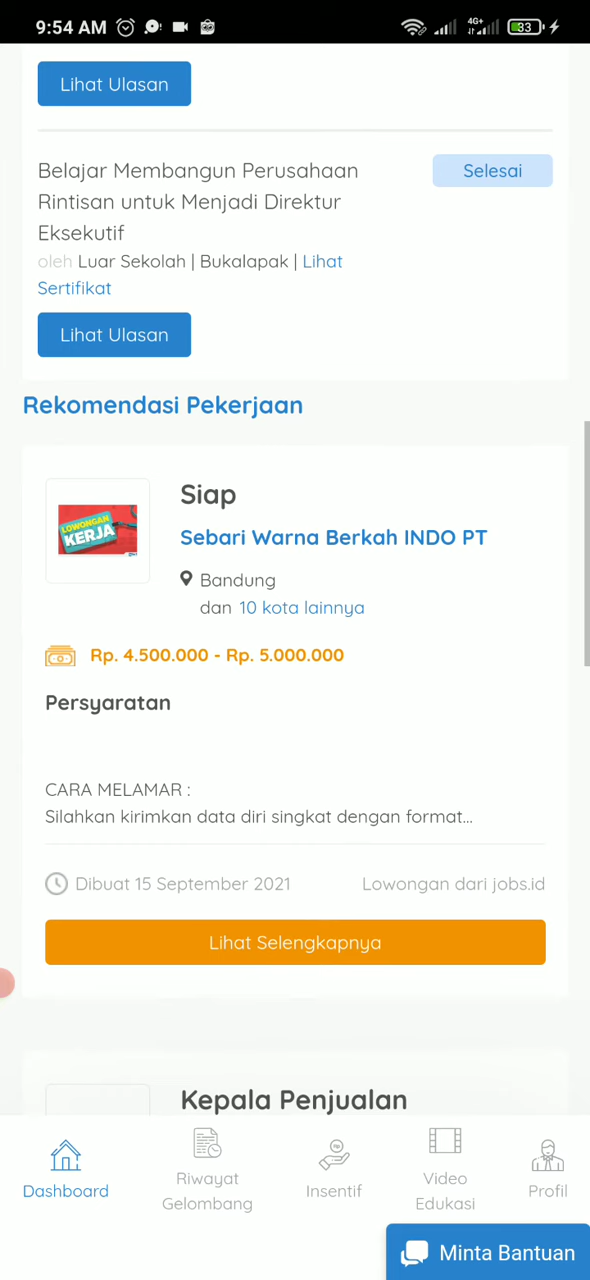 9:54 AM
4G+
83
Lihat Ulasan
Belajar Membangun Perusahaan
Rintisan untuk Menjadi Direktur
Eksekutif
Selesai
oleh Luar Sekolah | Bukalapak | Lihat
Sertifikat
Lihat Ulasan
Rekomendasi Pekerjaan
LOWONGAN
KERJA
Siap
Sebari Warna Berkah INDO PT
Bandung
dan 10 kota lainnya
Rp. 4.500.000 - Rp. 5.000.000
Persyaratan
CARA MELAMAR :
Silahkan kirimkan data diri singkat dengan format...
Dibuat 15 September 2021
Lowongan dari jobs.id
Lihat Selengkapnya
Kepala Penjualan
Dashboard
Riwayat
Gelombang
Insentif
Video
Edukasi
Profil
Minta Bantuan